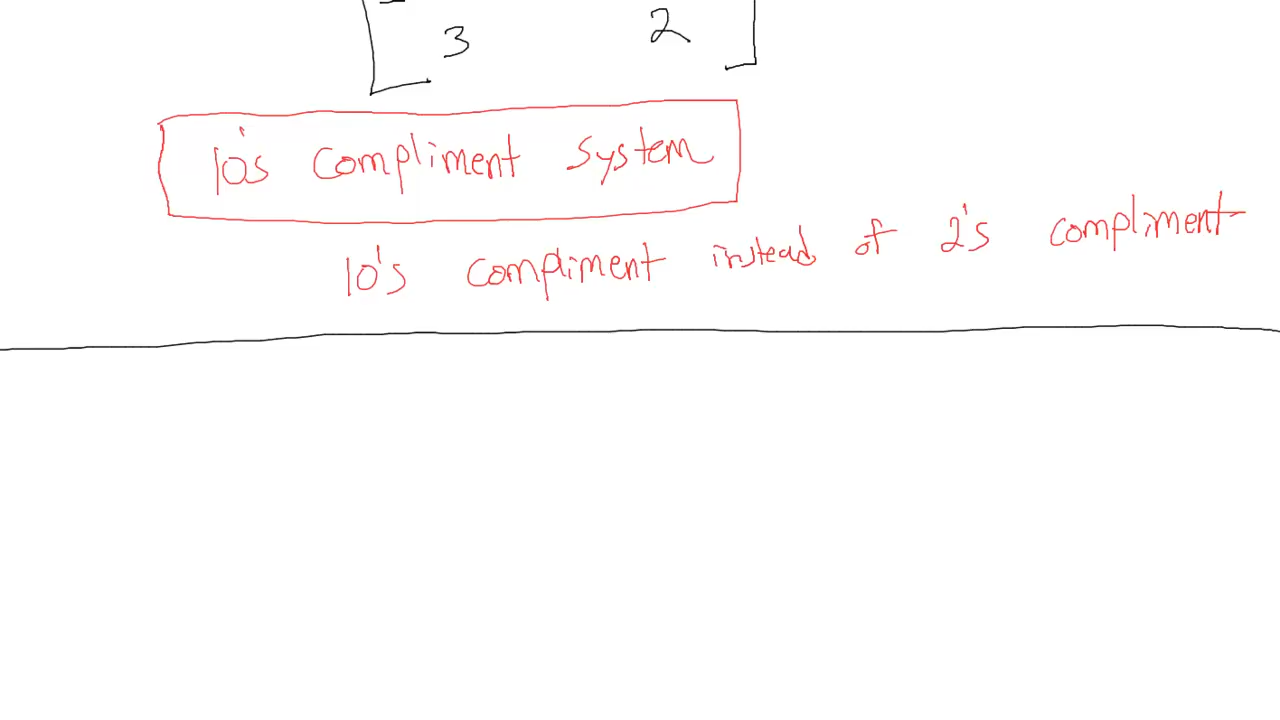 3 2
10's compliment system
10's compliment instead of 2's compliment